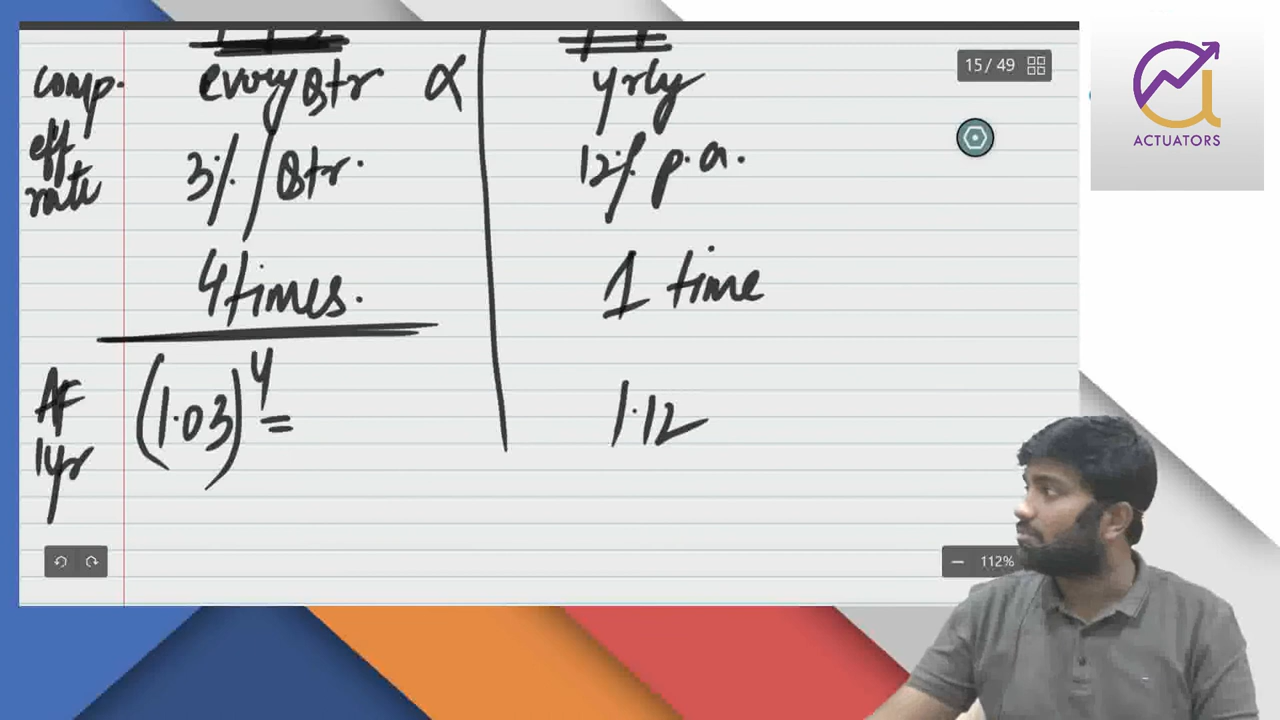 comp. every Qtr α yrly
eff rate 3% / Qtr. 12% p.a.
4 times. 1 time
AF 1yr (1.03)^4 = 1.12
15 / 49
ACTUATORS
112%